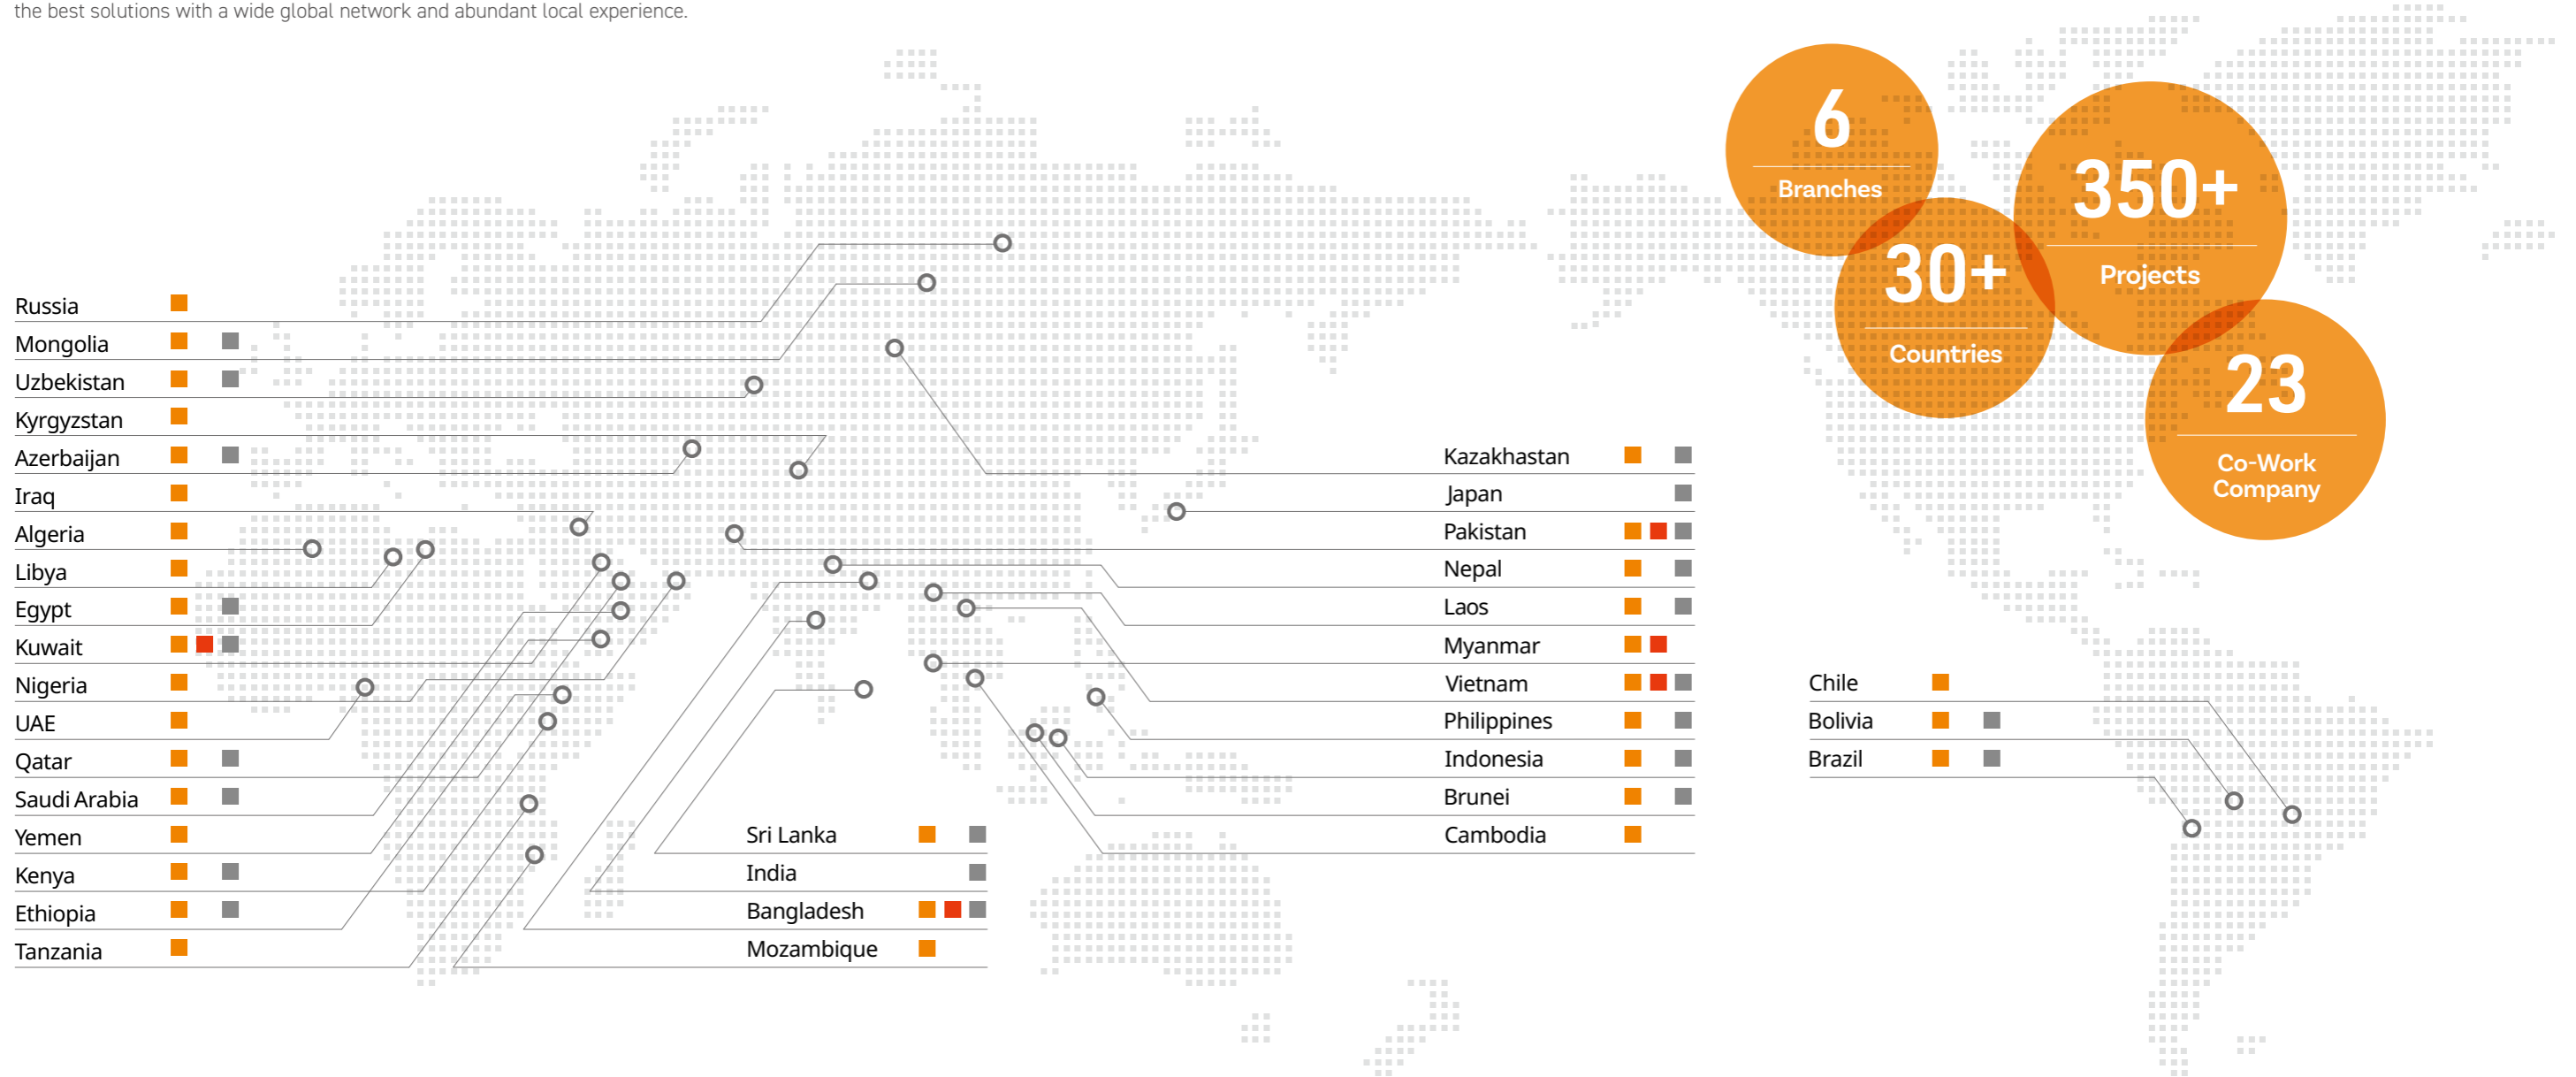 the best solutions with a wide global network and abundant local experience.
6
Branches
30+
Countries
350+
Projects
23
Co-Work
Company
Russia
Mongolia
Uzbekistan
Kyrgyzstan
Azerbaijan
Iraq
Algeria
Libya
Egypt
Kuwait
Nigeria
UAE
Qatar
Saudi Arabia
Yemen
Kenya
Ethiopia
Tanzania
Sri Lanka
India
Bangladesh
Mozambique
Kazakhastan
Japan
Pakistan
Nepal
Laos
Myanmar
Vietnam
Philippines
Indonesia
Brunei
Cambodia
Chile
Bolivia
Brazil